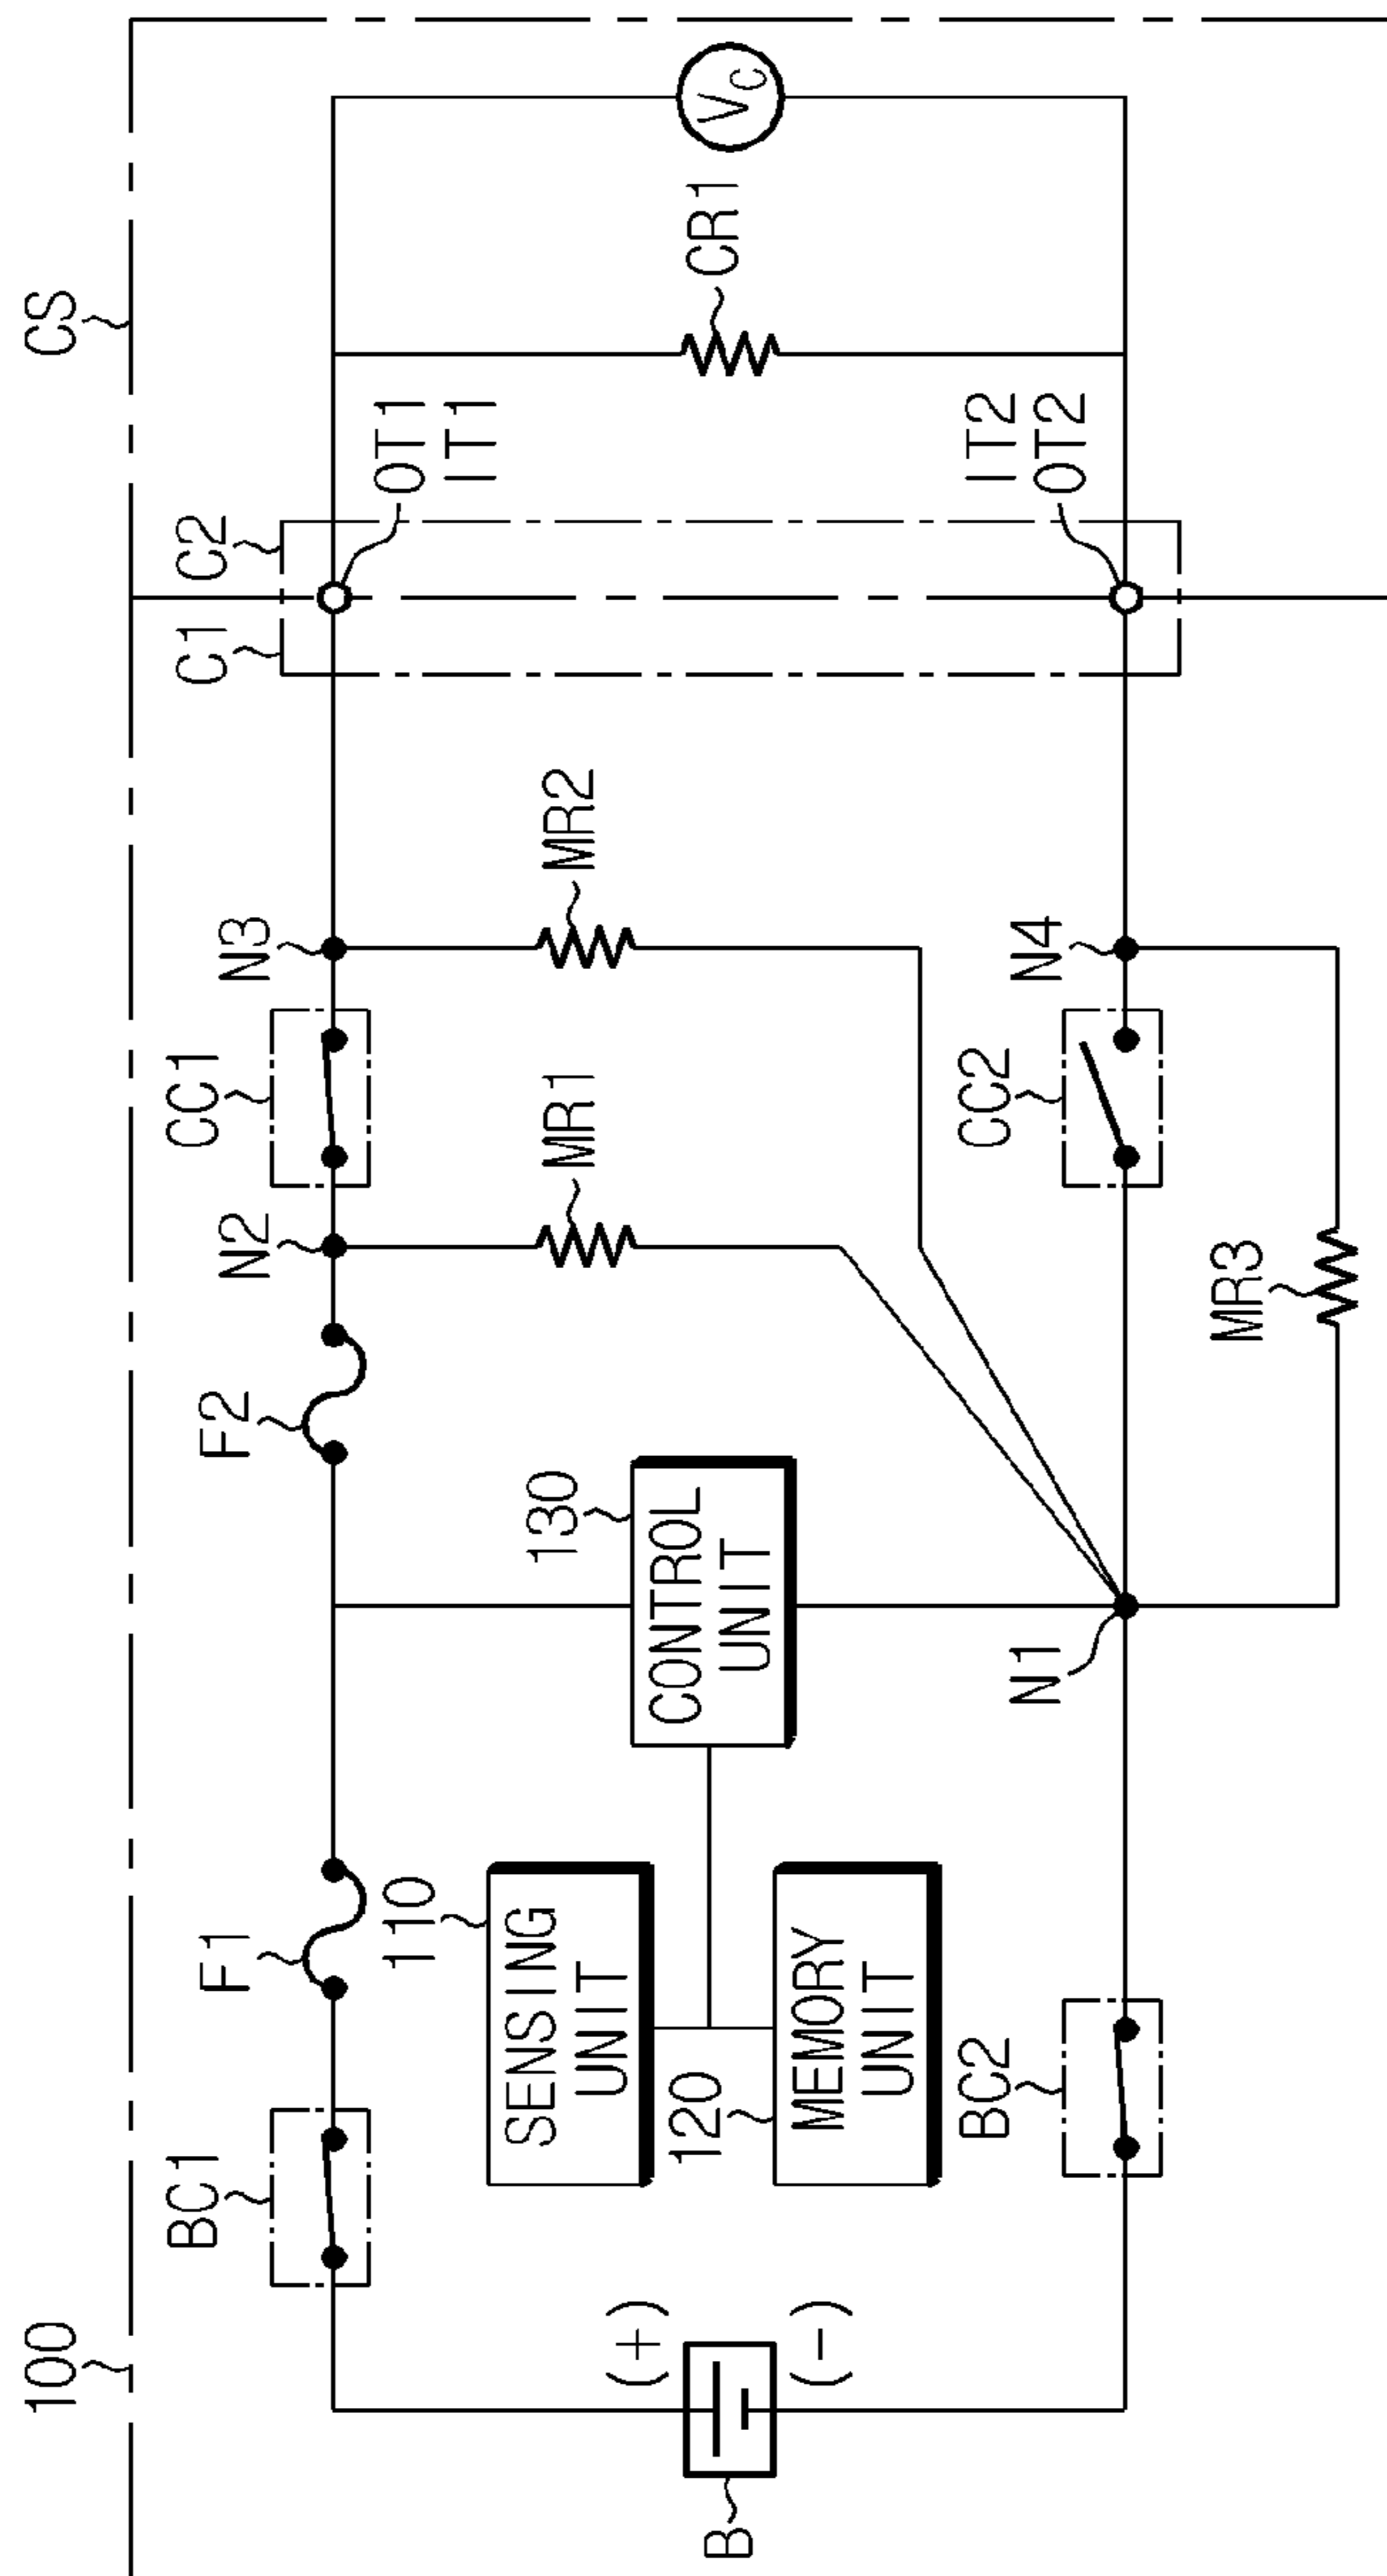 100
CS
BC1
F1
F2
N2
CC1
N3
C1
C2
OT1
IT1
110
SENSING
UNIT
130
CONTROL
UNIT
MR1
MR2
CR1
VC
B
(+)
(-)
120
MEMORY
UNIT
BC2
N1
CC2
N4
IT2
OT2
MR3